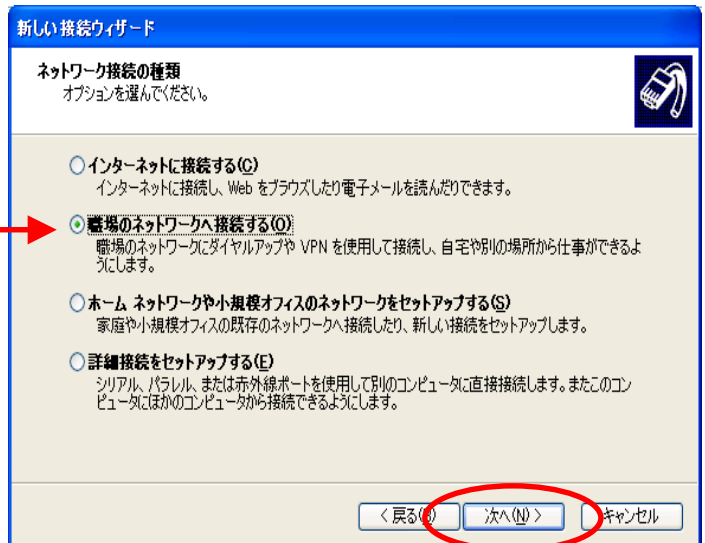 新しい接続ウィザード
ネットワーク接続の種類
オプションを選んでください。
インターネットに接続する(C)
インターネットに接続し、Web をブラウズしたり電子メールを読んだりできます。
職場のネットワークへ接続する(O)
職場のネットワークにダイヤルアップや VPN を使用して接続し、自宅や別の場所から仕事ができるよ
うにします。
ホーム ネットワークや小規模オフィスのネットワークをセットアップする(S)
家庭や小規模オフィスの既存のネットワークへ接続したり、新しい接続をセットアップします。
詳細接続をセットアップする(E)
シリアル、パラレル、または赤外線ポートを使用して別のコンピュータに直接接続します。またこのコン
ピュータにほかのコンピュータから接続できるようにします。
< 戻る(B) 次へ(N) > キャンセル